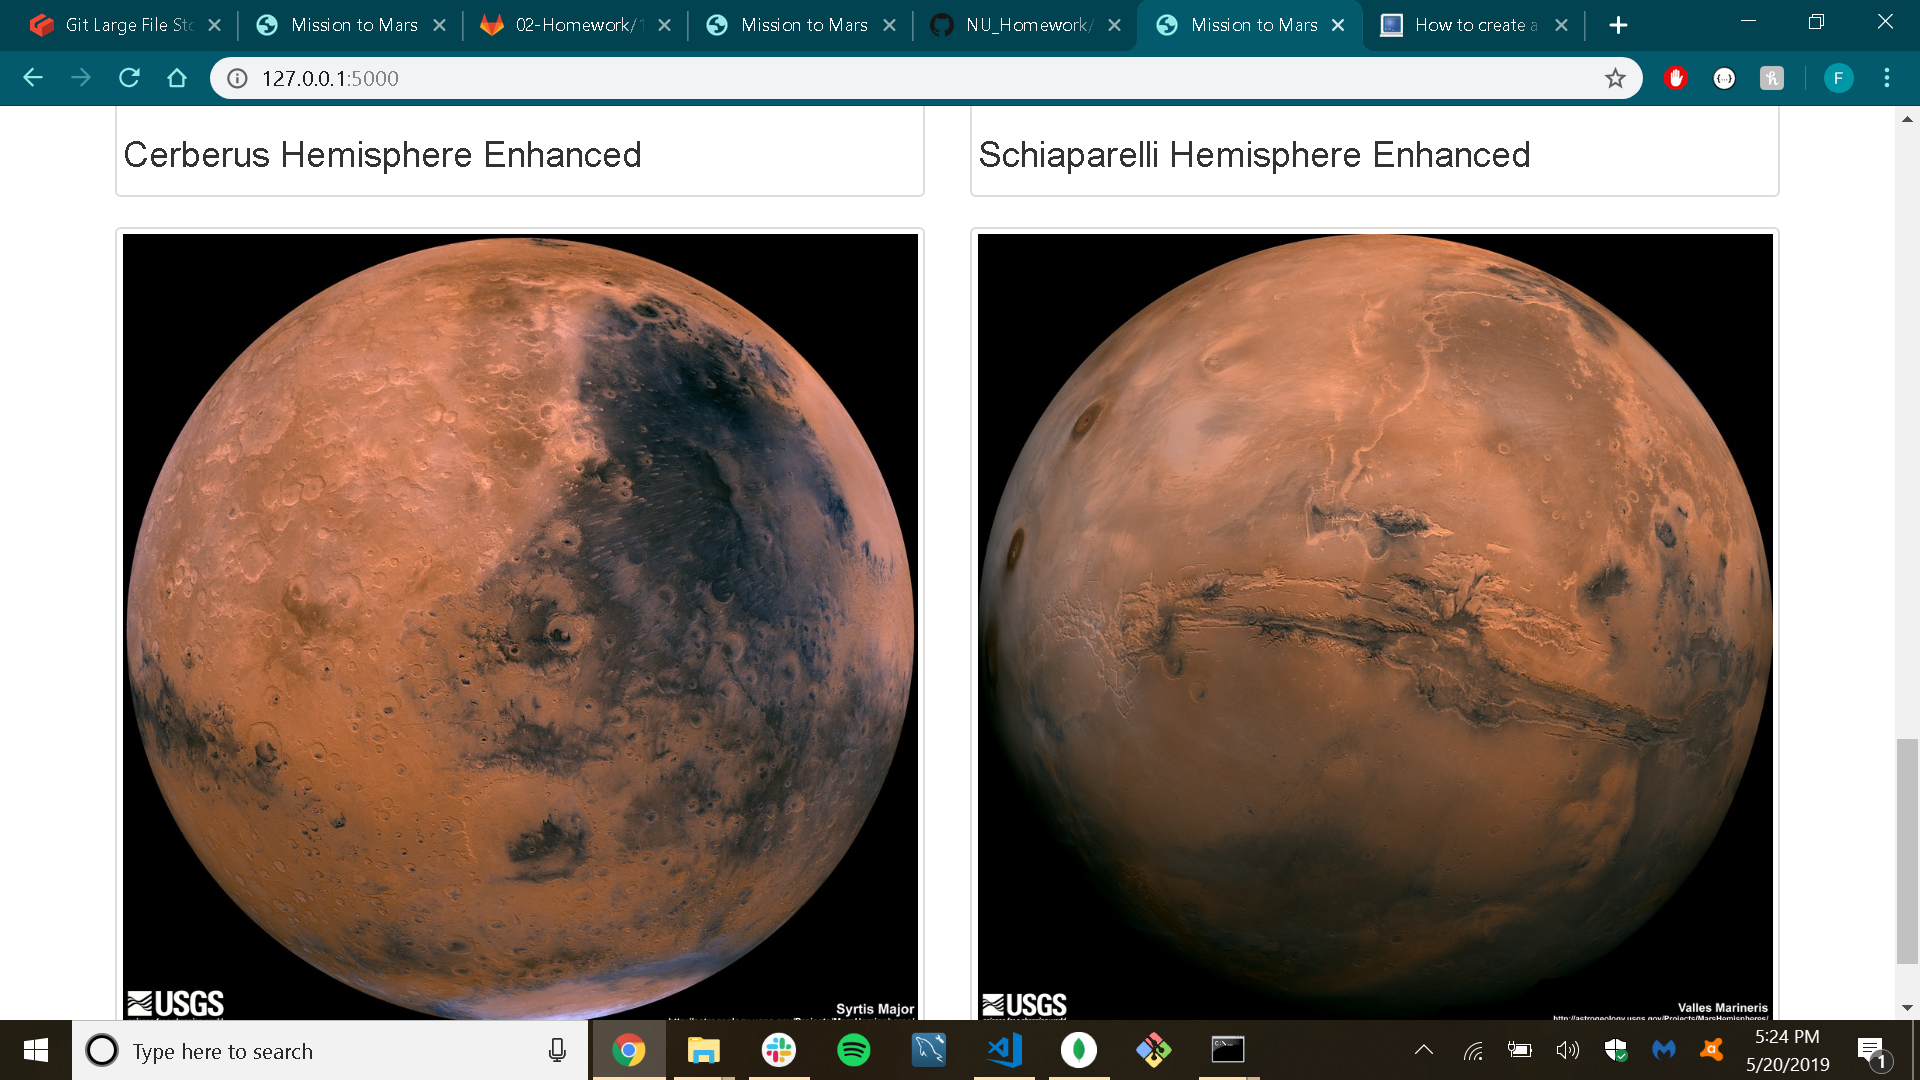 Git Large File Sto
Mission to Mars
02-Homework/1
Mission to Mars
NU_Homework/
Mission to Mars
How to create a
127.0.0.1:5000
F
Cerberus Hemisphere Enhanced
Schiaparelli Hemisphere Enhanced
USGS
Syrtis Major
USGS
Valles Marineris
http://astrogeology.usgs.gov/Projects/MarsHemispheres/
Type here to search
5:24 PM
5/20/2019
1